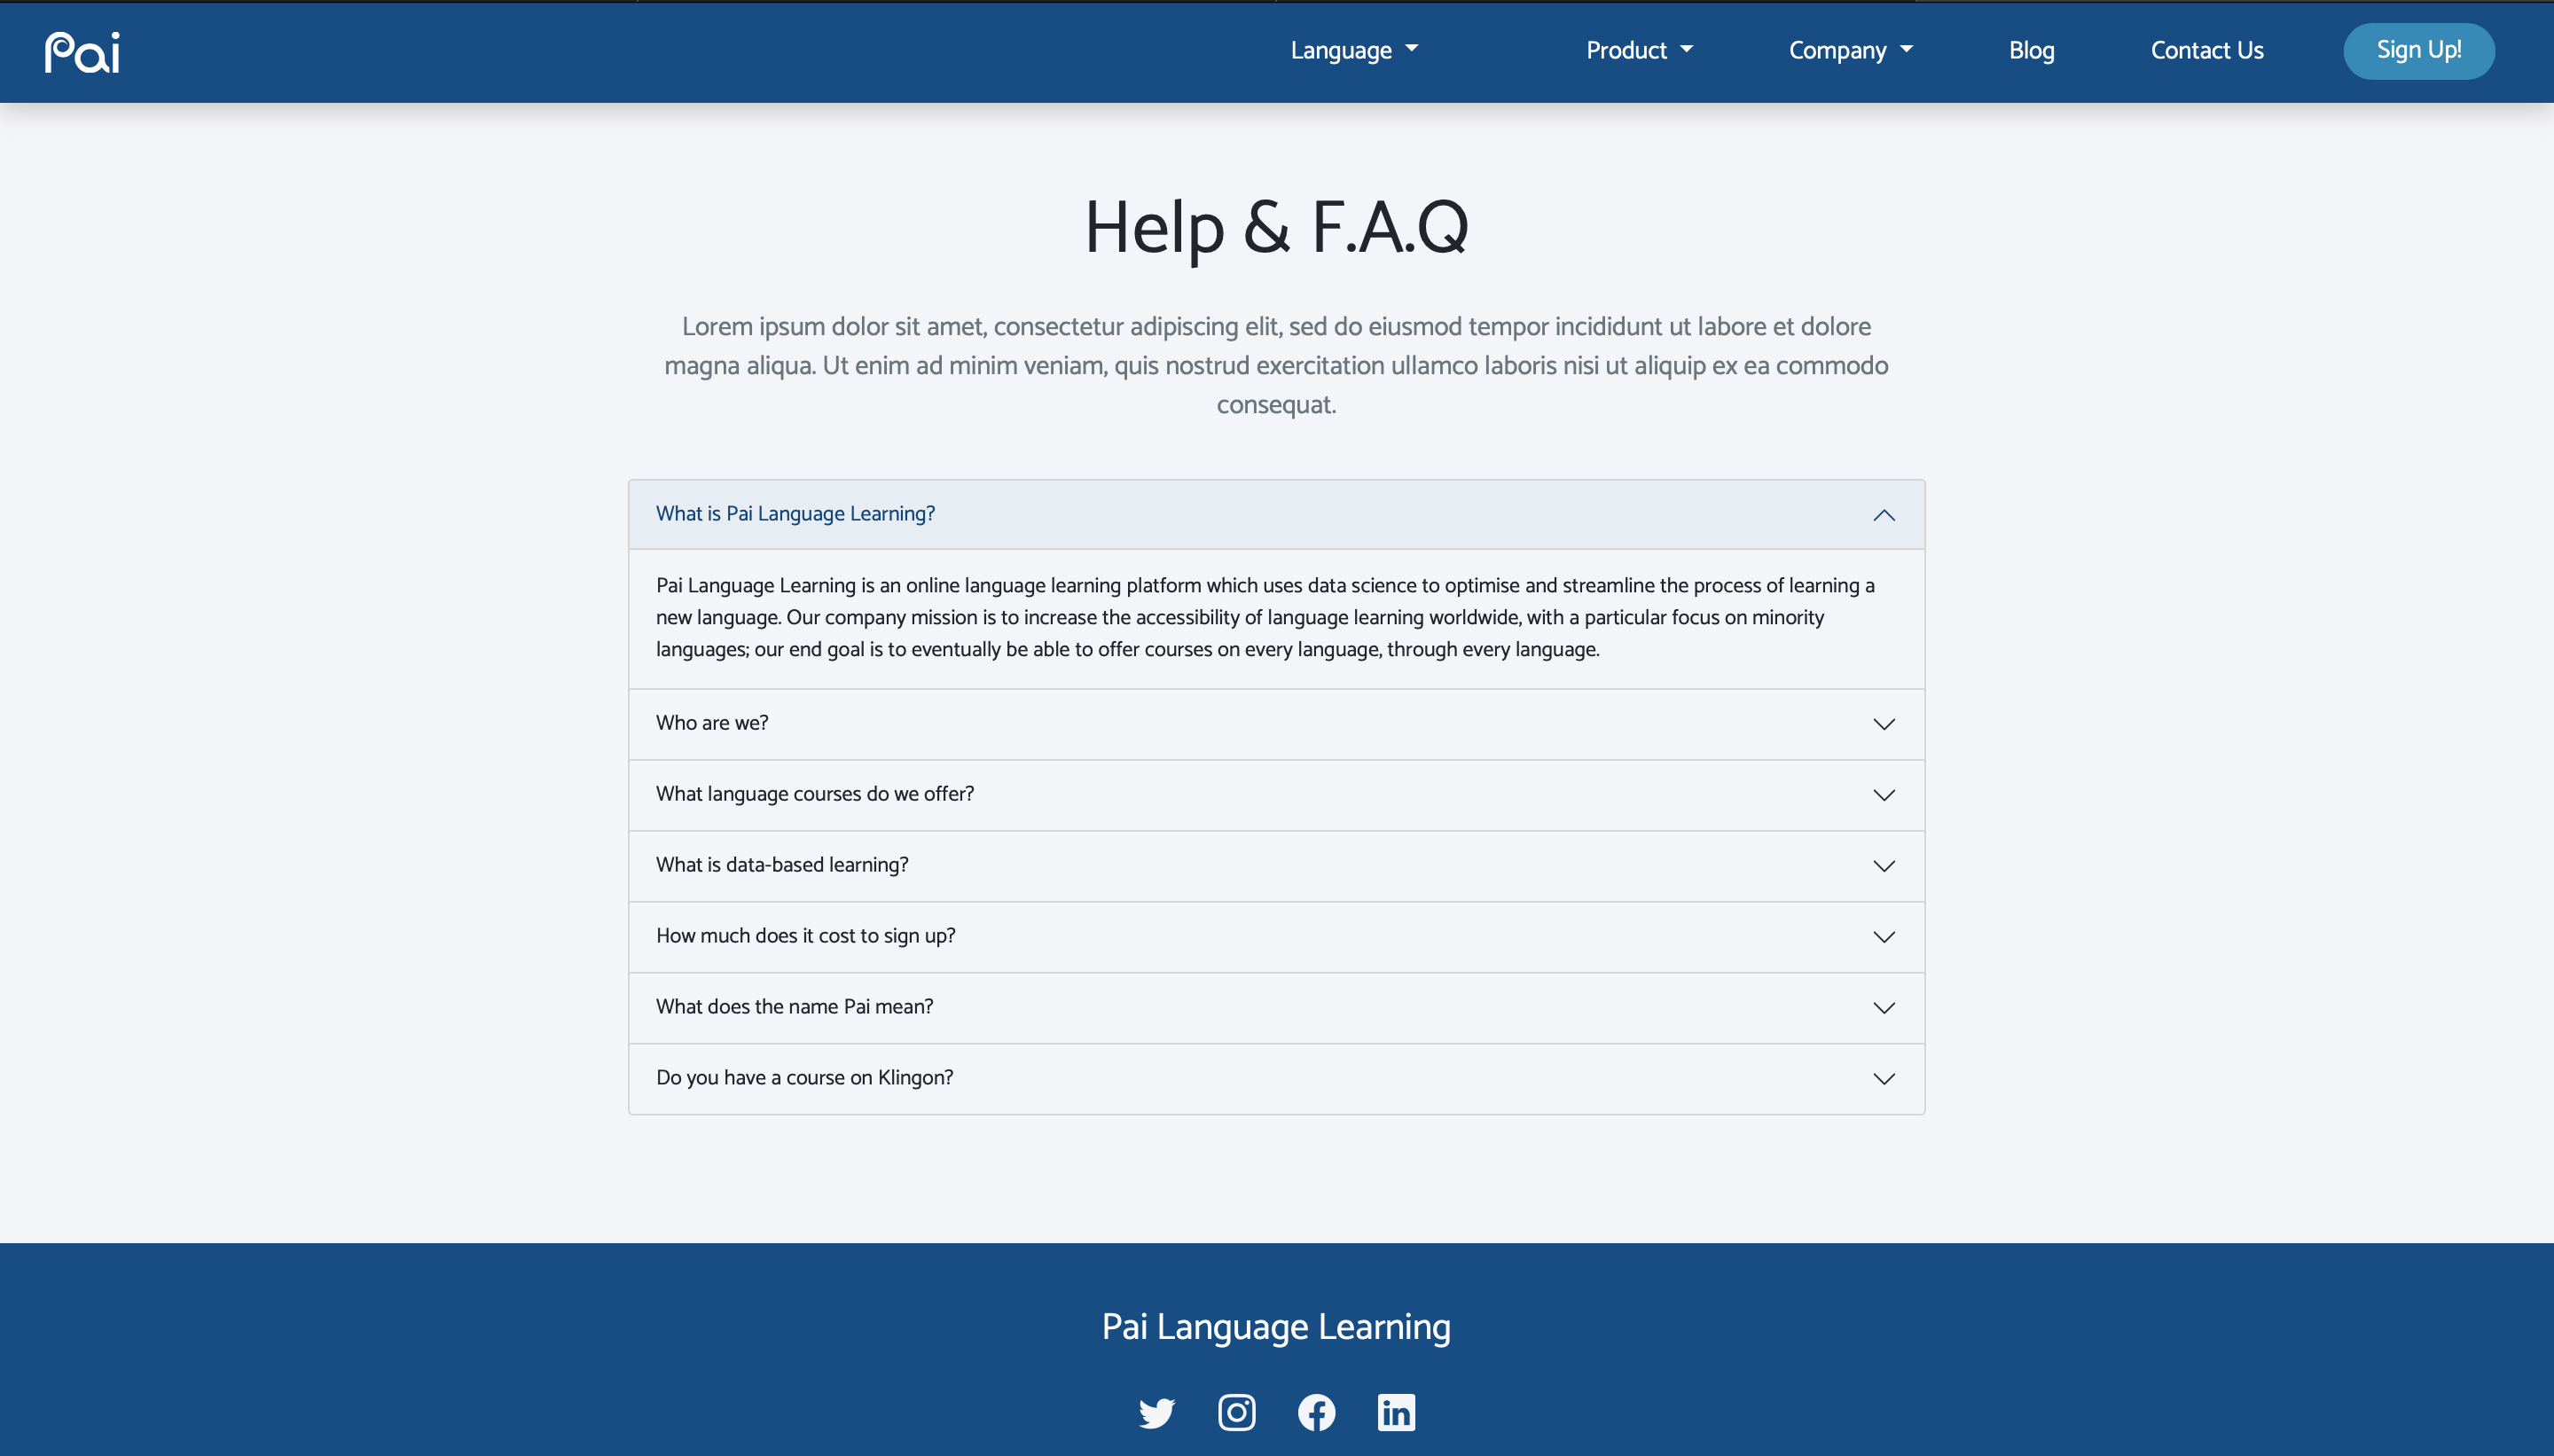 Pai
Language
Product
Company
Blog
Contact Us
Sign Up!
Help & F.A.Q
Lorem ipsum dolor sit amet, consectetur adipiscing elit, sed do eiusmod tempor incididunt ut labore et dolore
magna aliqua. Ut enim ad minim veniam, quis nostrud exercitation ullamco laboris nisi ut aliquip ex ea commodo
consequat.
What is Pai Language Learning?
Pai Language Learning is an online language learning platform which uses data science to optimise and streamline the process of learning a
new language. Our company mission is to increase the accessibility of language learning worldwide, with a particular focus on minority
languages; our end goal is to eventually be able to offer courses on every language, through every language.
Who are we?
What language courses do we offer?
What is data-based learning?
How much does it cost to sign up?
What does the name Pai mean?
Do you have a course on Klingon?
Pai Language Learning